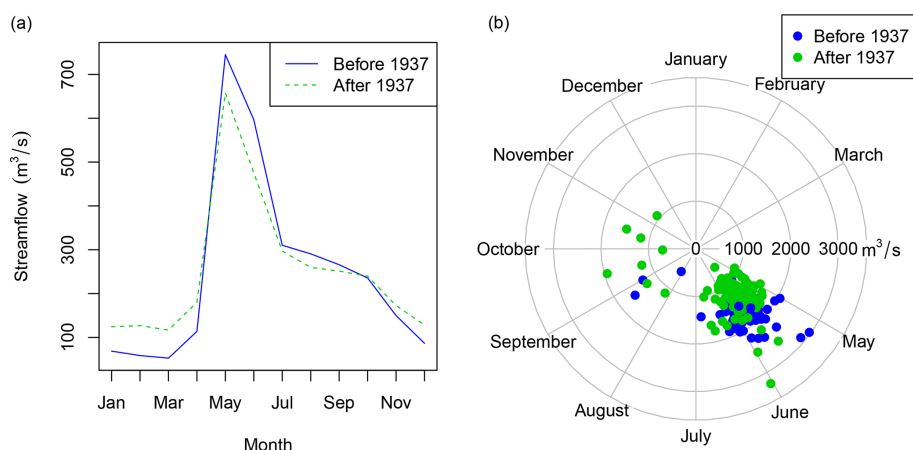 (a)
Before 1937
After 1937
Streamflow (m³/s)
100
300
500
700
Jan Mar May Jul Sep Nov
Month
(b)
Before 1937
After 1937
January
February
March
May
June
July
August
September
October
November
December
0 1000 2000 3000 m³/s